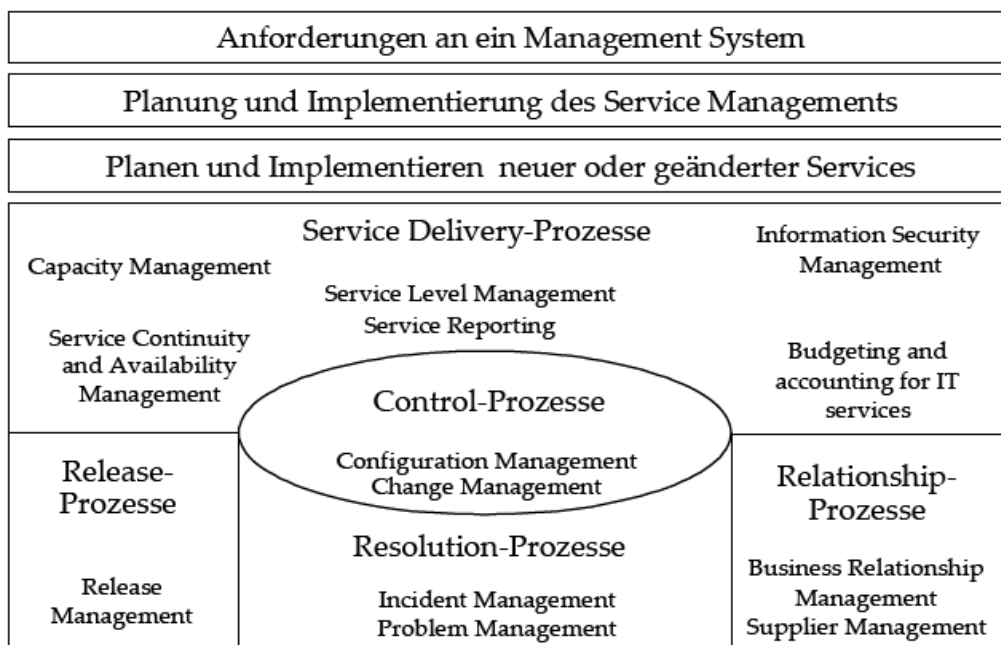 Anforderungen an ein Management System
Planung und Implementierung des Service Managements
Planen und Implementieren neuer oder geänderter Services
Service Delivery-Prozesse
Capacity Management
Service Continuity
and Availability
Management
Service Level Management
Service Reporting
Information Security
Management
Budgeting and
accounting for IT
services
Control-Prozesse
Configuration Management
Change Management
Release-
Prozesse
Release
Management
Resolution-Prozesse
Incident Management
Problem Management
Relationship-
Prozesse
Business Relationship
Management
Supplier Management